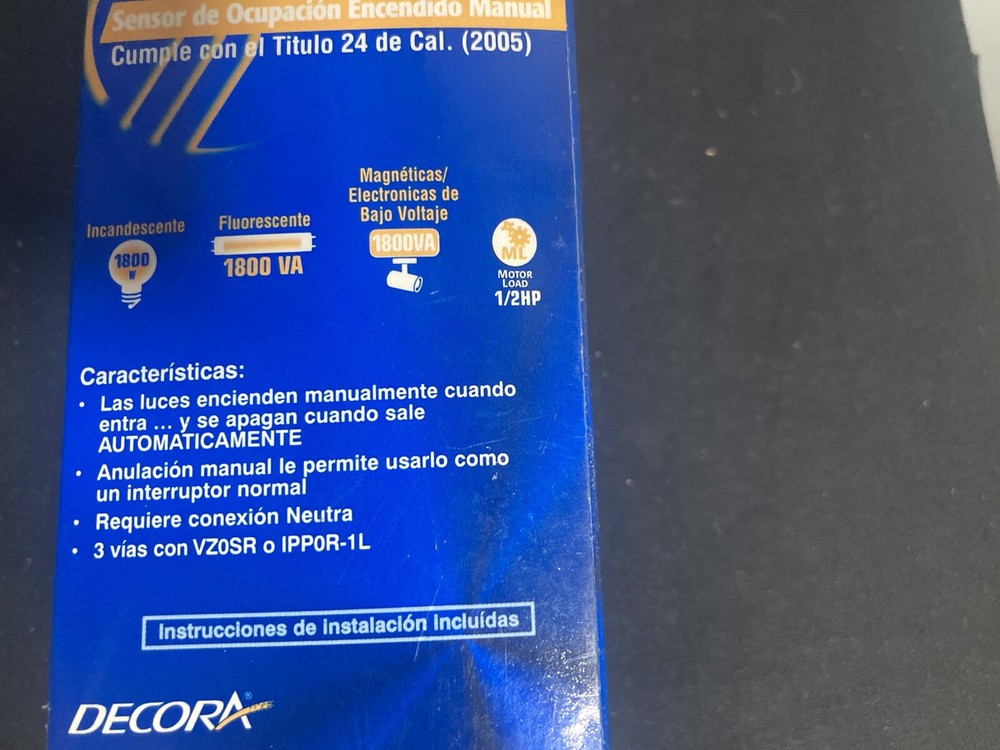 Sensor de Ocupación Encendido Manual
Cumple con el Titulo 24 de Cal. (2005)
Incandescente
1800
W
Fluorescente
1800 VA
Magnéticas/
Electronicas de
Bajo Voltaje
1800VA
ML
MOTOR
LOAD
1/2HP
Características:
• Las luces encienden manualmente cuando
entra ... y se apagan cuando sale
AUTOMATICAMENTE
• Anulación manual le permite usarlo como
un interruptor normal
• Requiere conexión Neutra
• 3 vías con VZ0SR o IPP0R-1L
Instrucciones de instalación incluídas
DECORA®